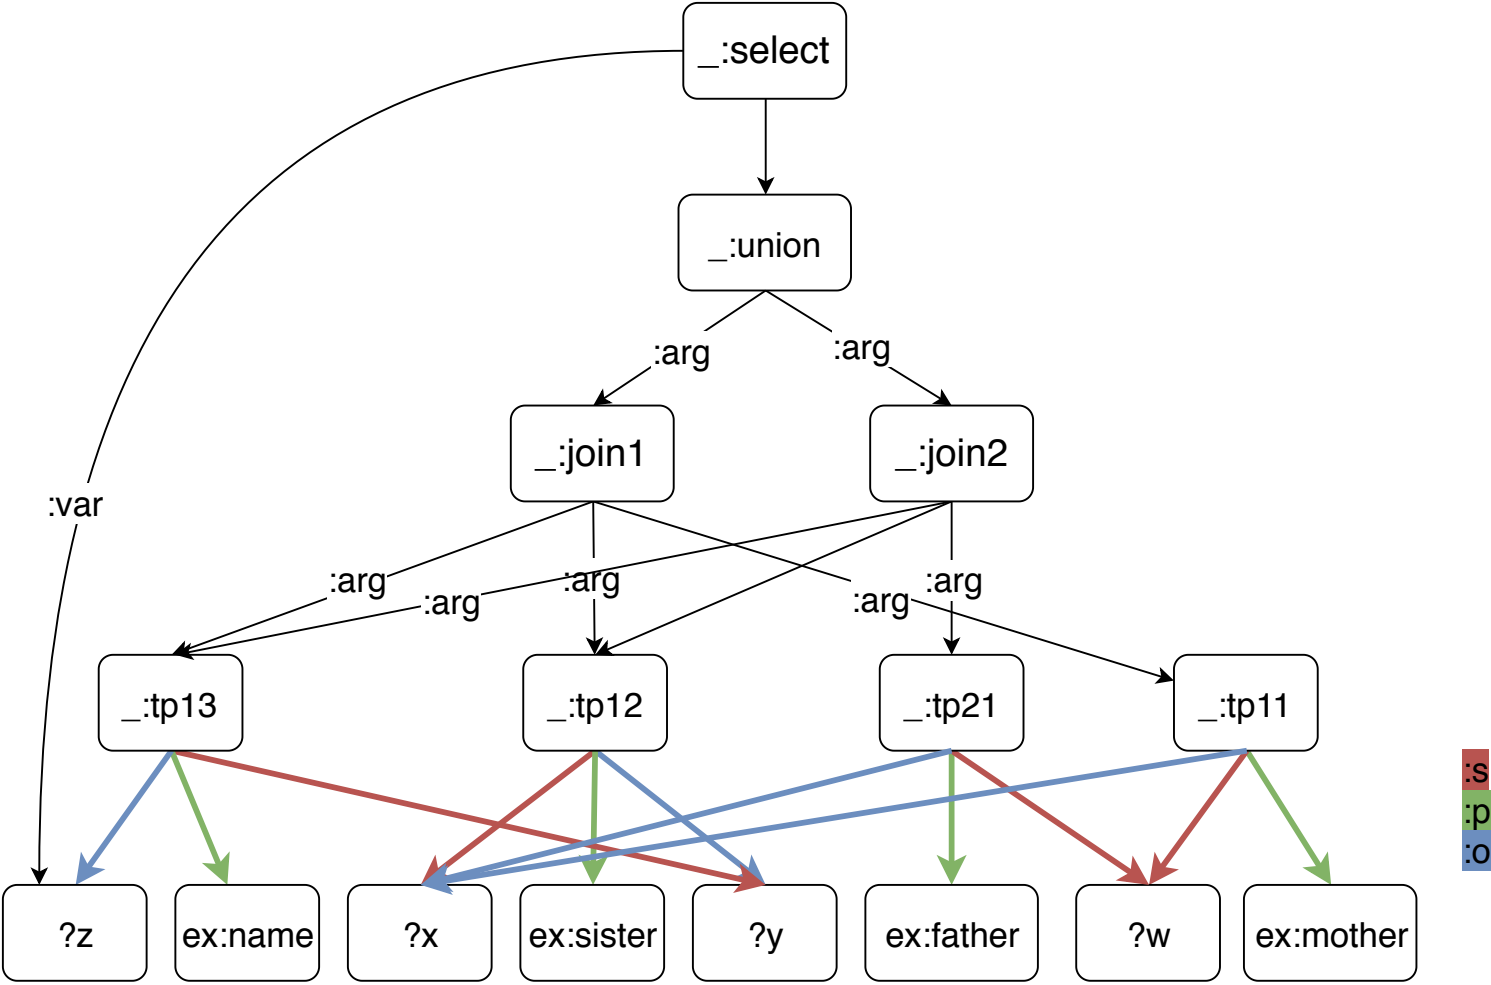 _:select
_:union
:arg
:arg
_:join1
_:join2
:var
:arg
:arg
:arg
:arg
:arg
_:tp13
_:tp12
_:tp21
_:tp11
:s
:p
:o
?z
ex:name
?x
ex:sister
?y
ex:father
?w
ex:mother